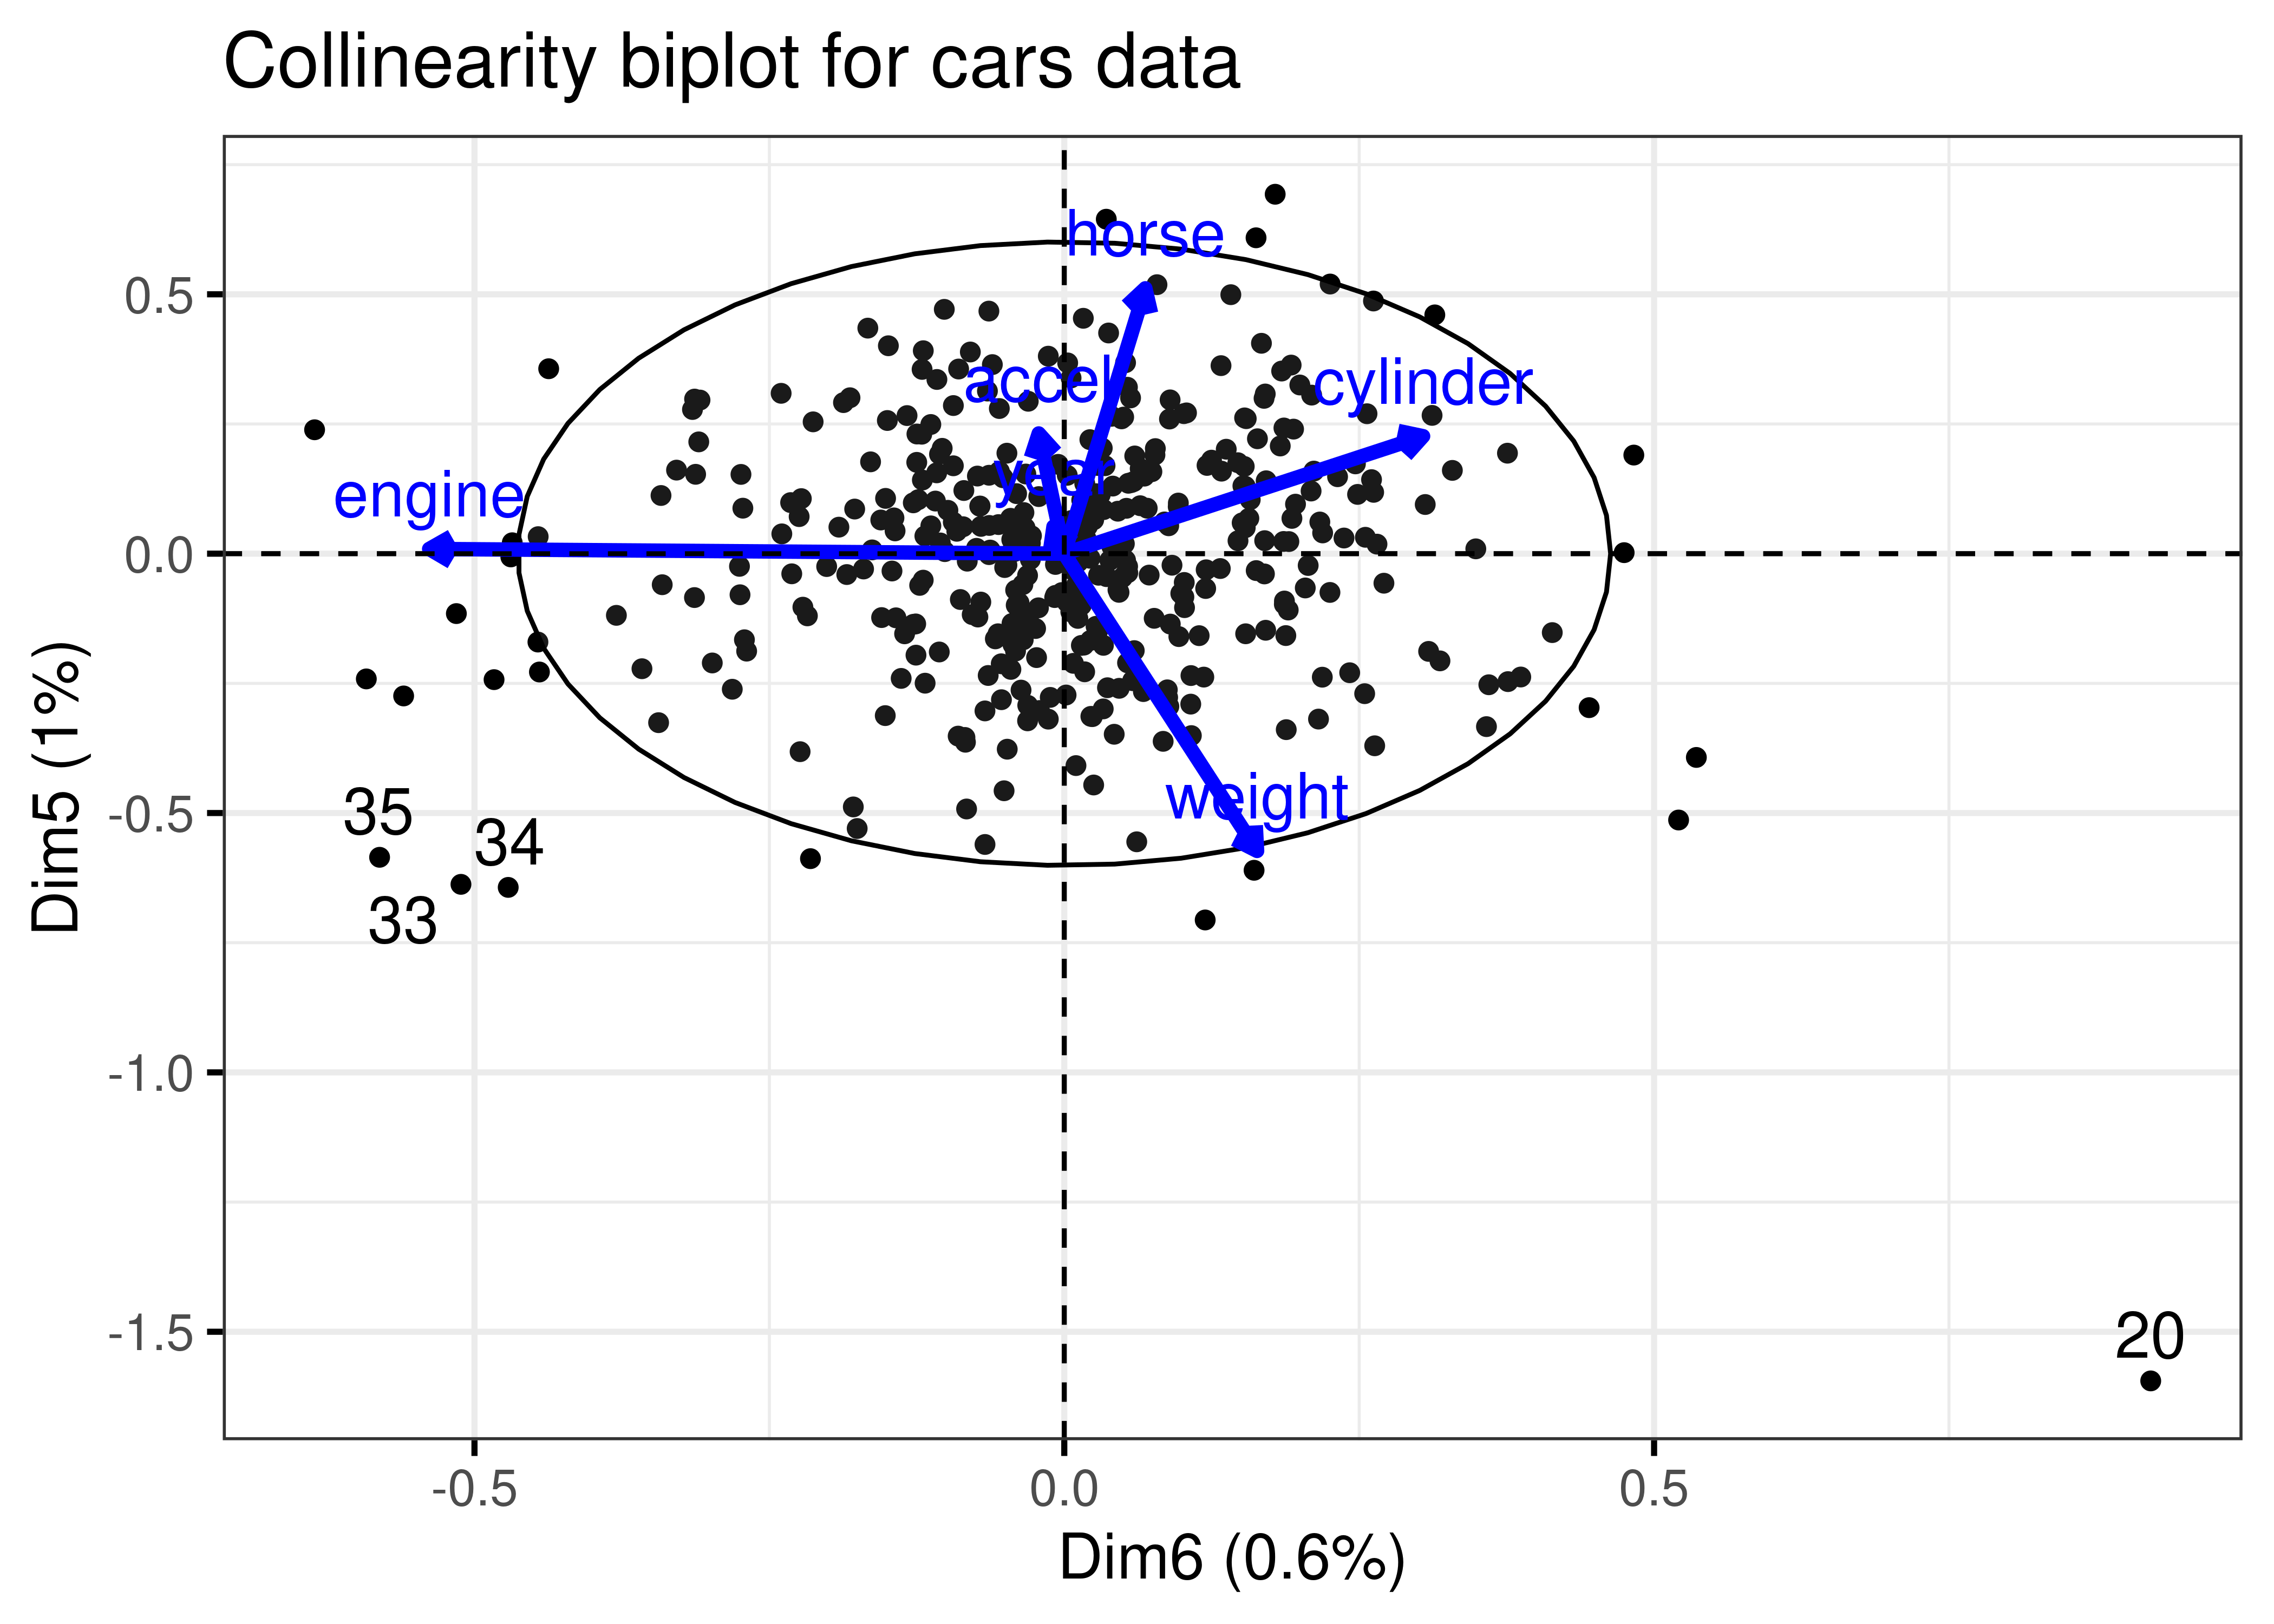 Collinearity biplot for cars data
horse
accel
cylinder
year
engine
weight
35
34
33
20
0.5
0.0
-0.5
-1.0
-1.5
Dim5 (1%)
-0.5
0.0
0.5
Dim6 (0.6%)